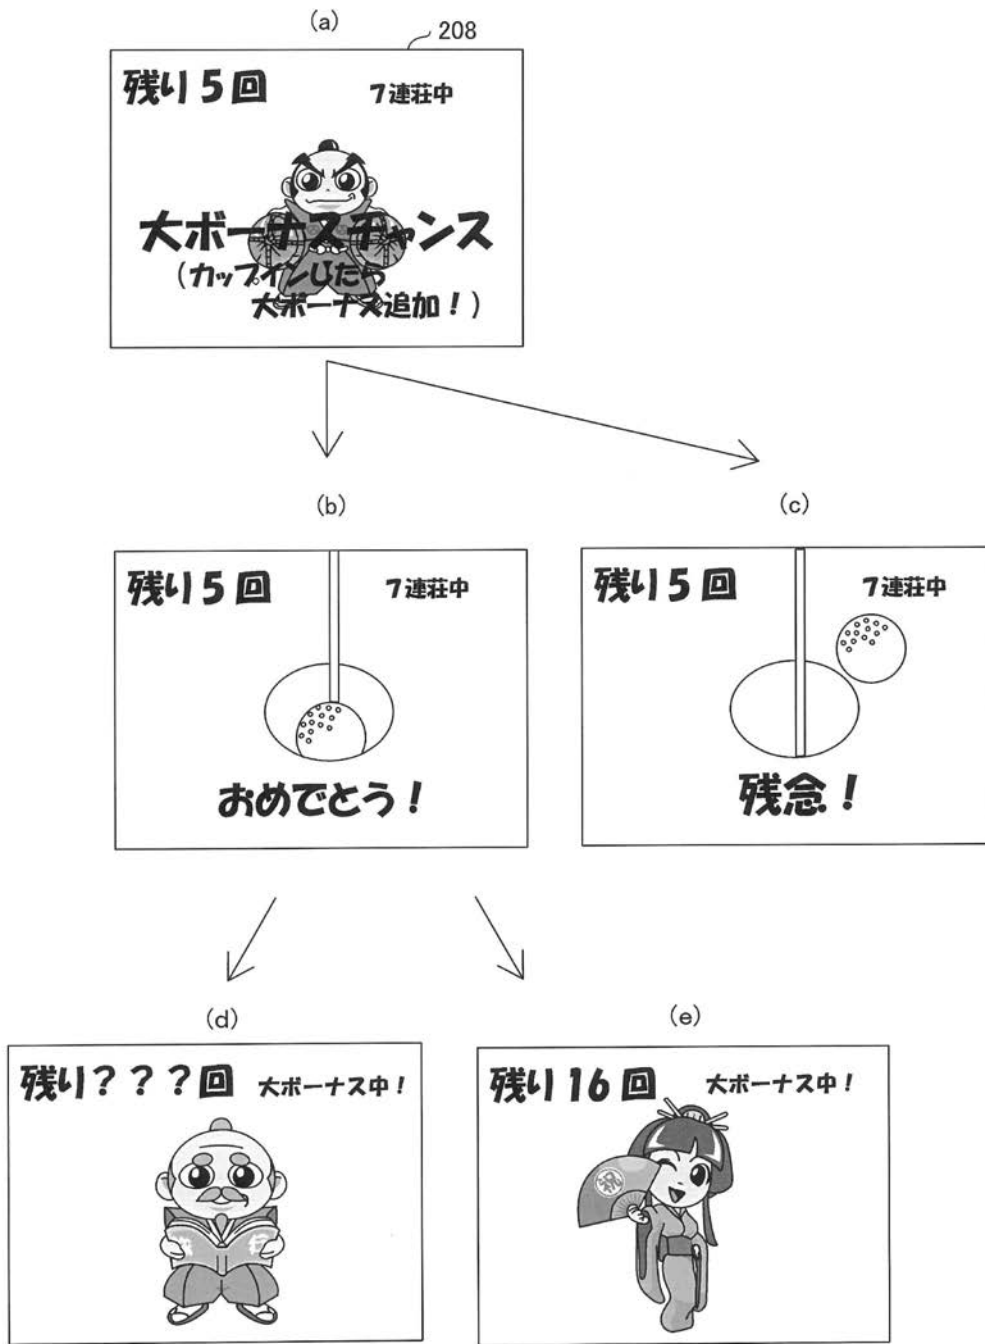 (a)
208
残り5回
7連荘中
大ボーナスチャンス
(カップインしたら
大ボーナス追加!)
(b)
残り5回
7連荘中
おめでとう!
(c)
残り5回
7連荘中
残念!
(d)
残り???回
大ボーナス中!
(e)
残り16回
大ボーナス中!
祝